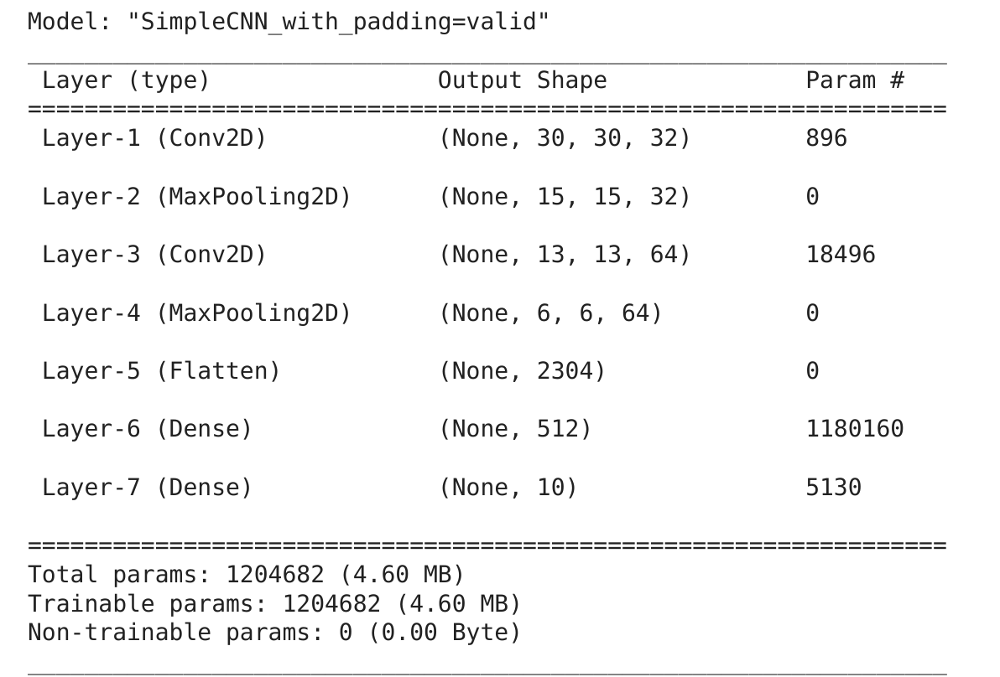 Model: "SimpleCNN_with_padding=valid"
_________________________________________________________________
Layer (type) Output Shape Param #
=================================================================
Layer-1 (Conv2D) (None, 30, 30, 32) 896
Layer-2 (MaxPooling2D) (None, 15, 15, 32) 0
Layer-3 (Conv2D) (None, 13, 13, 64) 18496
Layer-4 (MaxPooling2D) (None, 6, 6, 64) 0
Layer-5 (Flatten) (None, 2304) 0
Layer-6 (Dense) (None, 512) 1180160
Layer-7 (Dense) (None, 10) 5130
=================================================================
Total params: 1204682 (4.60 MB)
Trainable params: 1204682 (4.60 MB)
Non-trainable params: 0 (0.00 Byte)
_________________________________________________________________